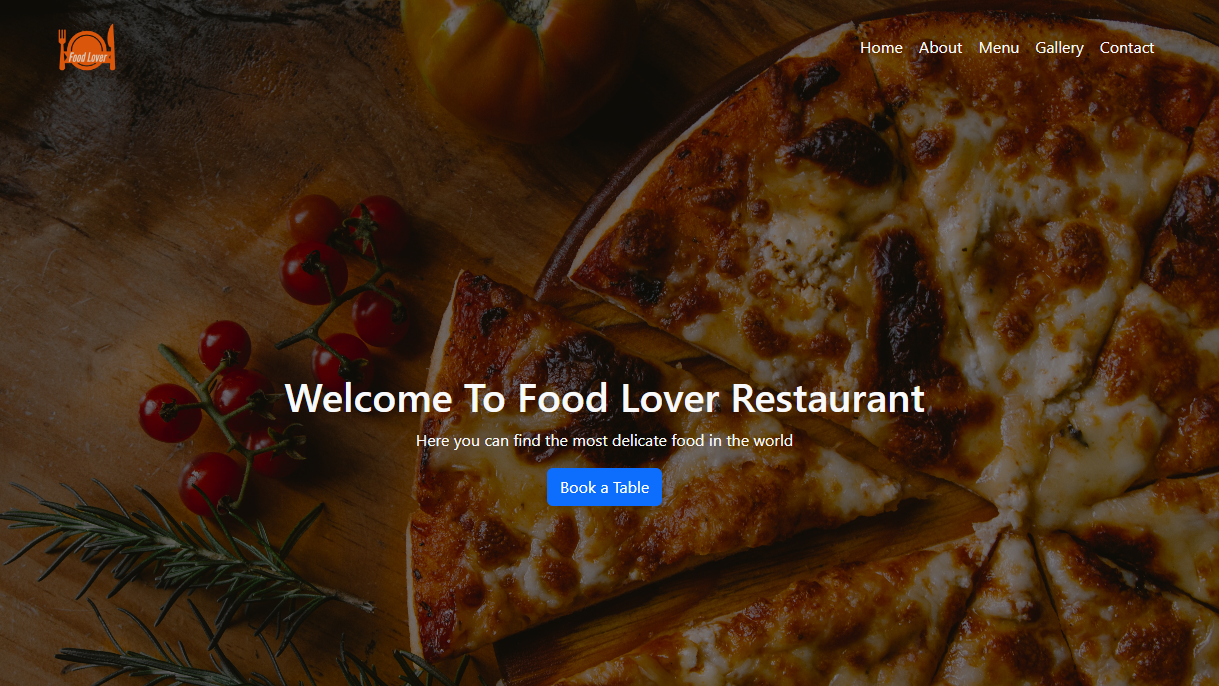 Food Lover
Home About Menu Gallery Contact
Welcome To Food Lover Restaurant
Here you can find the most delicate food in the world
Book a Table